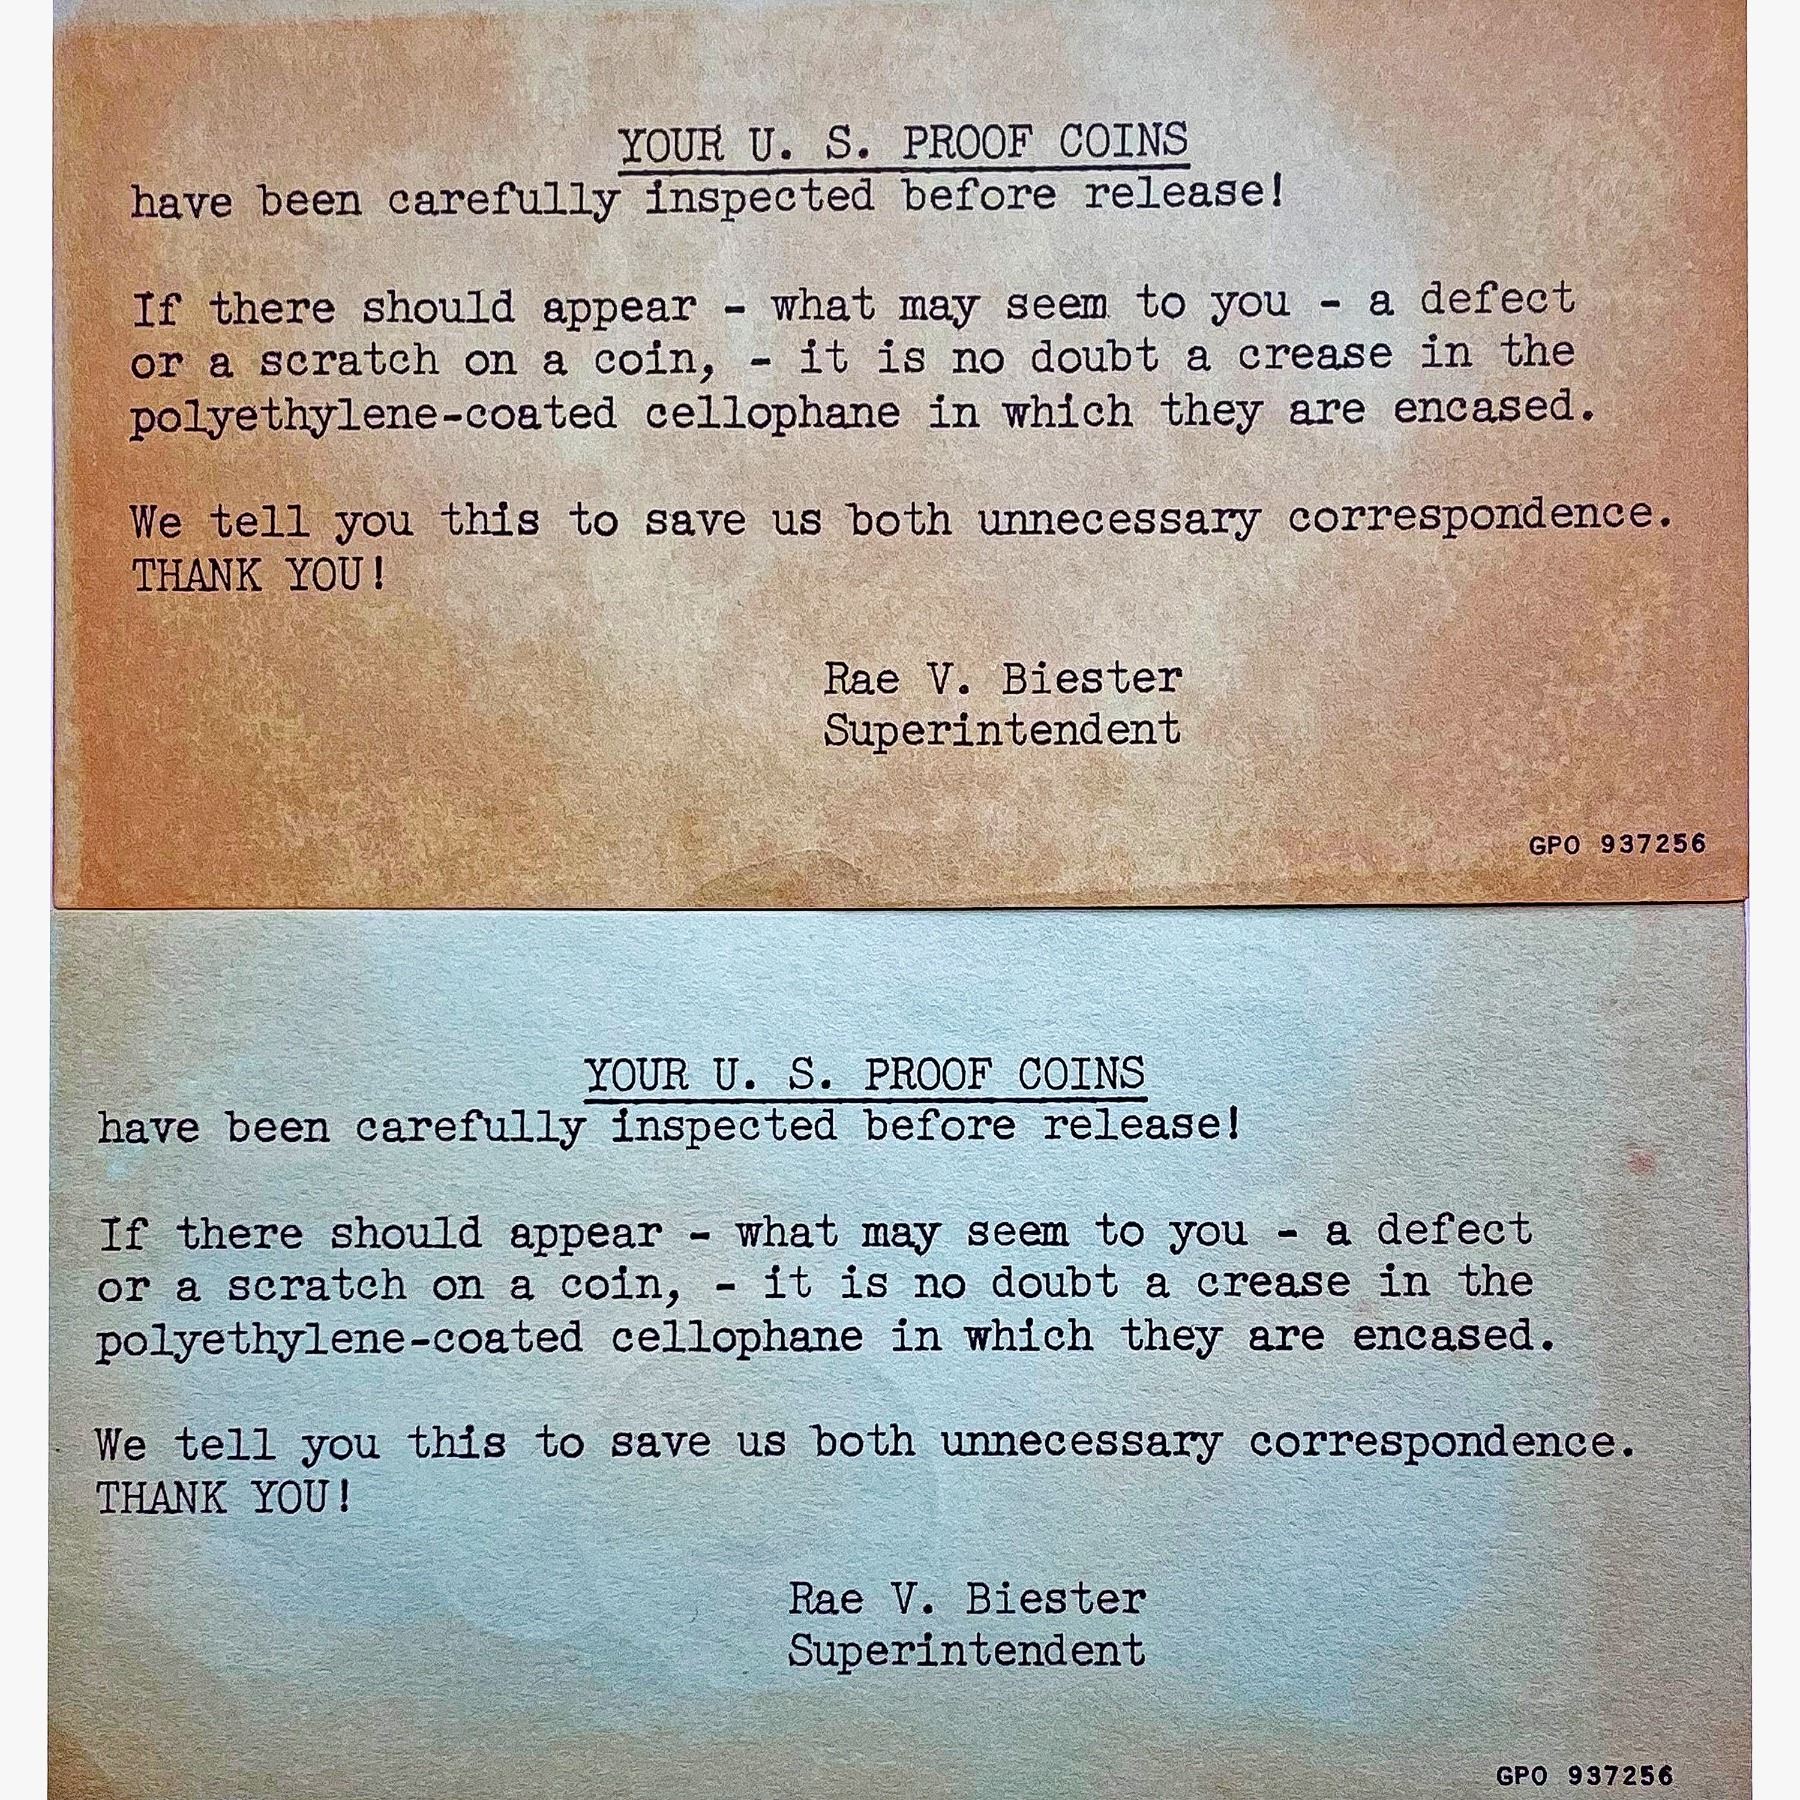 YOUR U. S. PROOF COINS
have been carefully inspected before release!
If there should appear - what may seem to you - a defect
or a scratch on a coin, - it is no doubt a crease in the
polyethylene-coated cellophane in which they are encased.
We tell you this to save us both unnecessary correspondence.
THANK YOU!
Rae V. Biester
Superintendent
GPO 937256
YOUR U. S. PROOF COINS
have been carefully inspected before release!
If there should appear - what may seem to you - a defect
or a scratch on a coin, - it is no doubt a crease in the
polyethylene-coated cellophane in which they are encased.
We tell you this to save us both unnecessary correspondence.
THANK YOU!
Rae V. Biester
Superintendent
GPO 937256